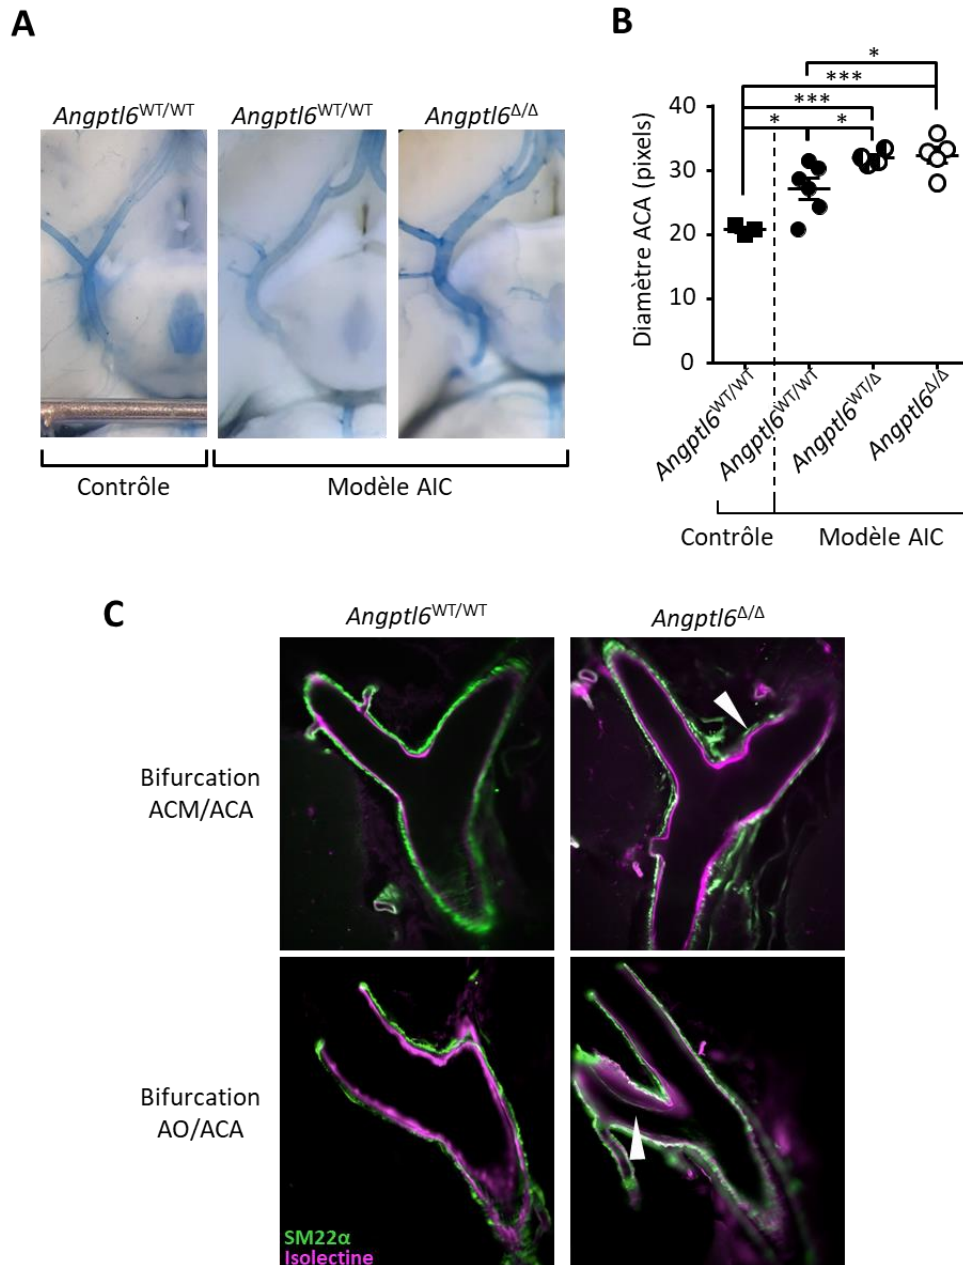 A
Angptl6WT/WT
Angptl6WT/WT
Angptl6Δ/Δ
Contrôle
Modèle AIC
B
*
***
***
*
*
Diamètre ACA (pixels)
40
30
20
10
0
Angptl6WT/WT
Angptl6WT/WT
Angptl6WT/Δ
Angptl6Δ/Δ
Contrôle
Modèle AIC
C
Angptl6WT/WT
Angptl6Δ/Δ
Bifurcation
ACM/ACA
Bifurcation
AO/ACA
SM22α
Isolectine